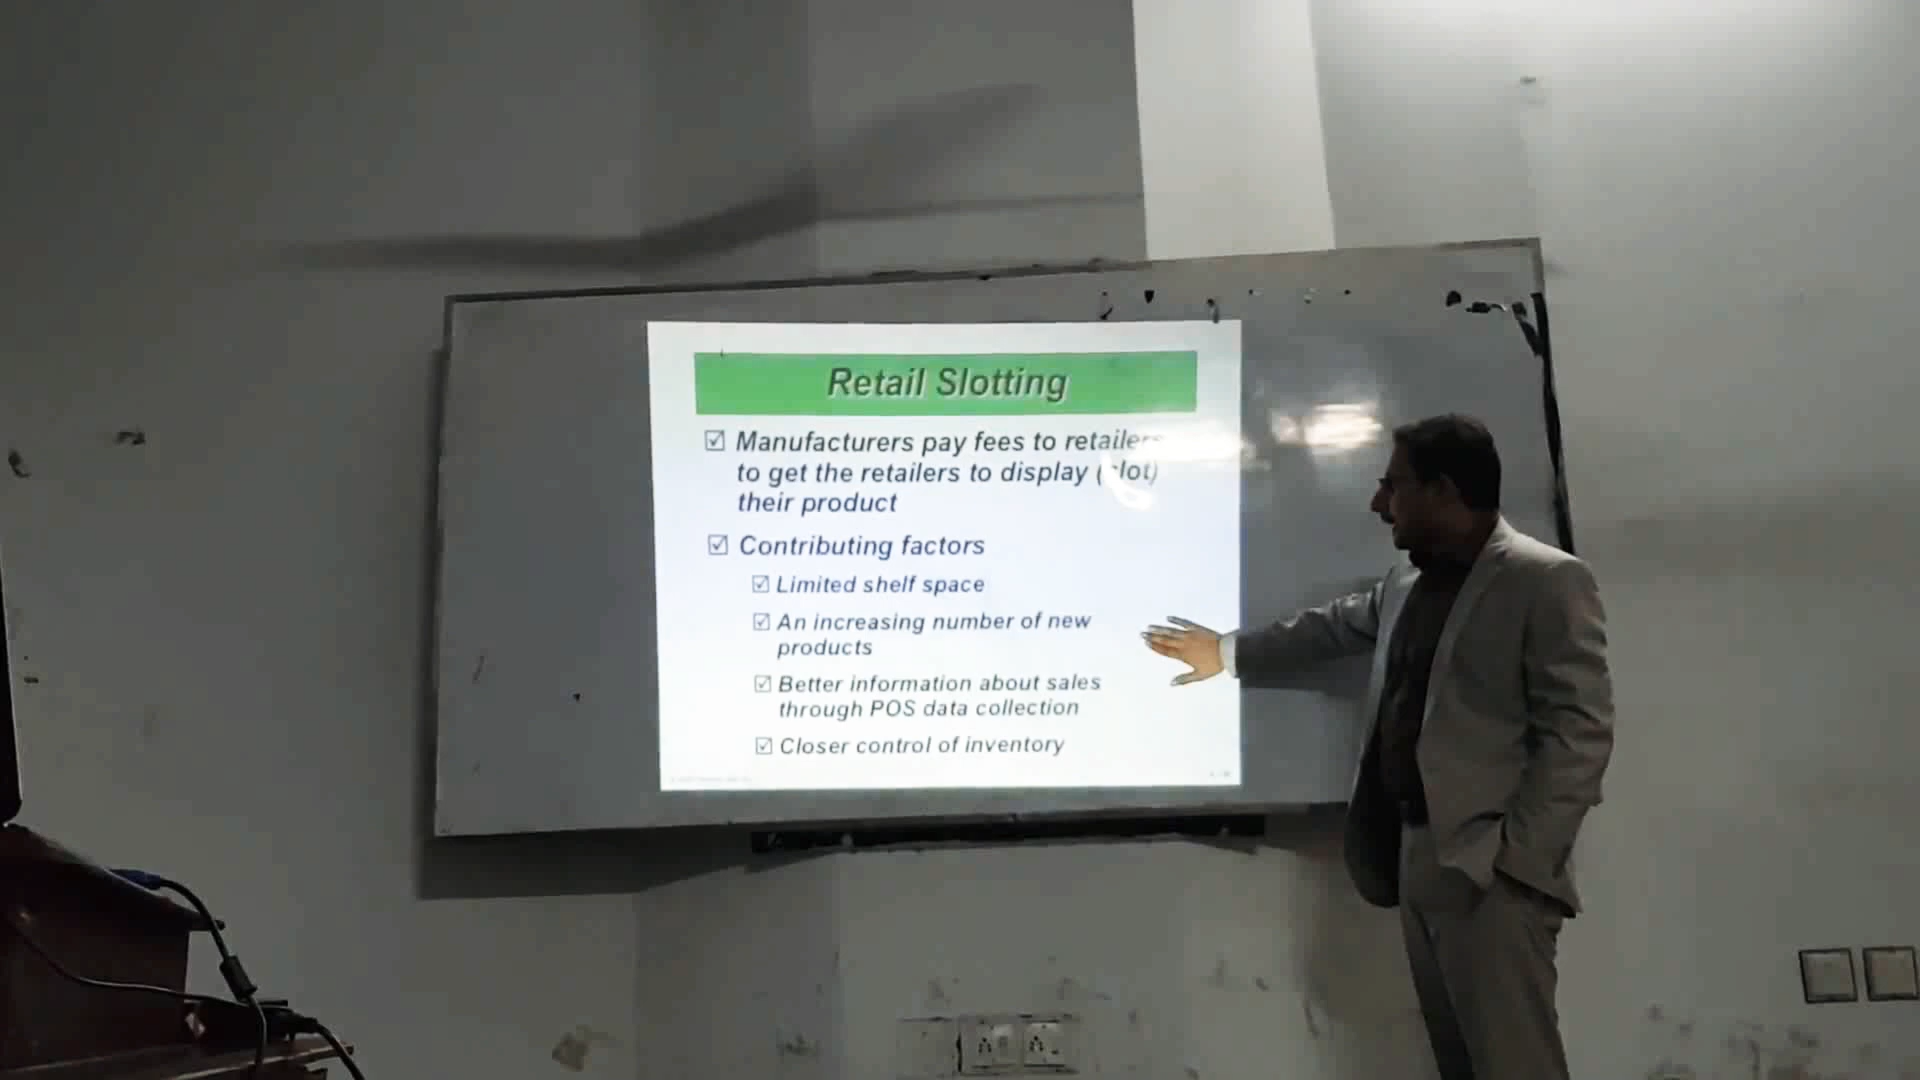 Retail Slotting
Manufacturers pay fees to retailers
to get the retailers to display (slot)
their product
Contributing factors
Limited shelf space
An increasing number of new
products
Better information about sales
through POS data collection
Closer control of inventory